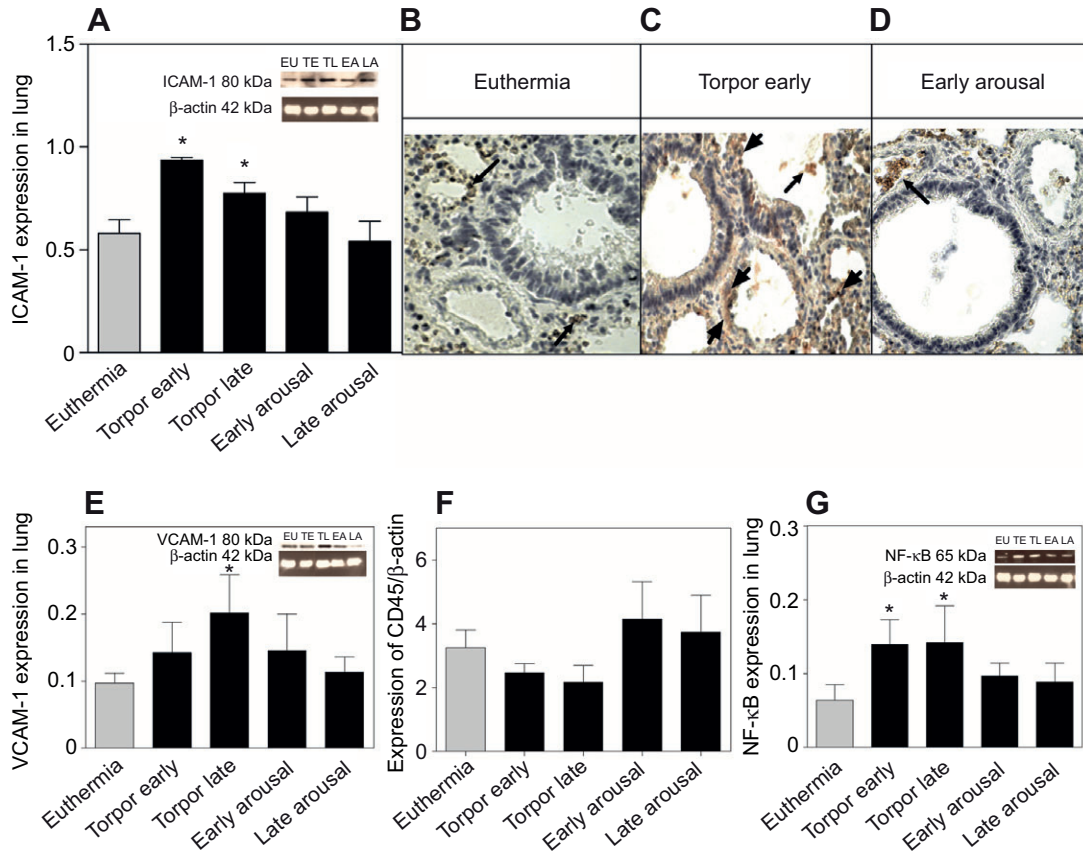 A
B
C
D
ICAM-1 expression in lung
1.5
1.0
0.5
0
EU TE TL EA LA
ICAM-1 80 kDa
β-actin 42 kDa
*
*
Euthermia
Torpor early
Torpor late
Early arousal
Late arousal
Euthermia
Torpor early
Early arousal
E
F
G
VCAM-1 expression in lung
0.3
0.2
0.1
0
EU TE TL EA LA
VCAM-1 80 kDa
β-actin 42 kDa
*
Euthermia
Torpor early
Torpor late
Early arousal
Late arousal
Expression of CD45/β-actin
6
4
2
0
Euthermia
Torpor early
Torpor late
Early arousal
Late arousal
NF-κB expression in lung
0.3
0.2
0.1
0
EU TE TL EA LA
NF-κB 65 kDa
β-actin 42 kDa
*
*
Euthermia
Torpor early
Torpor late
Early arousal
Late arousal